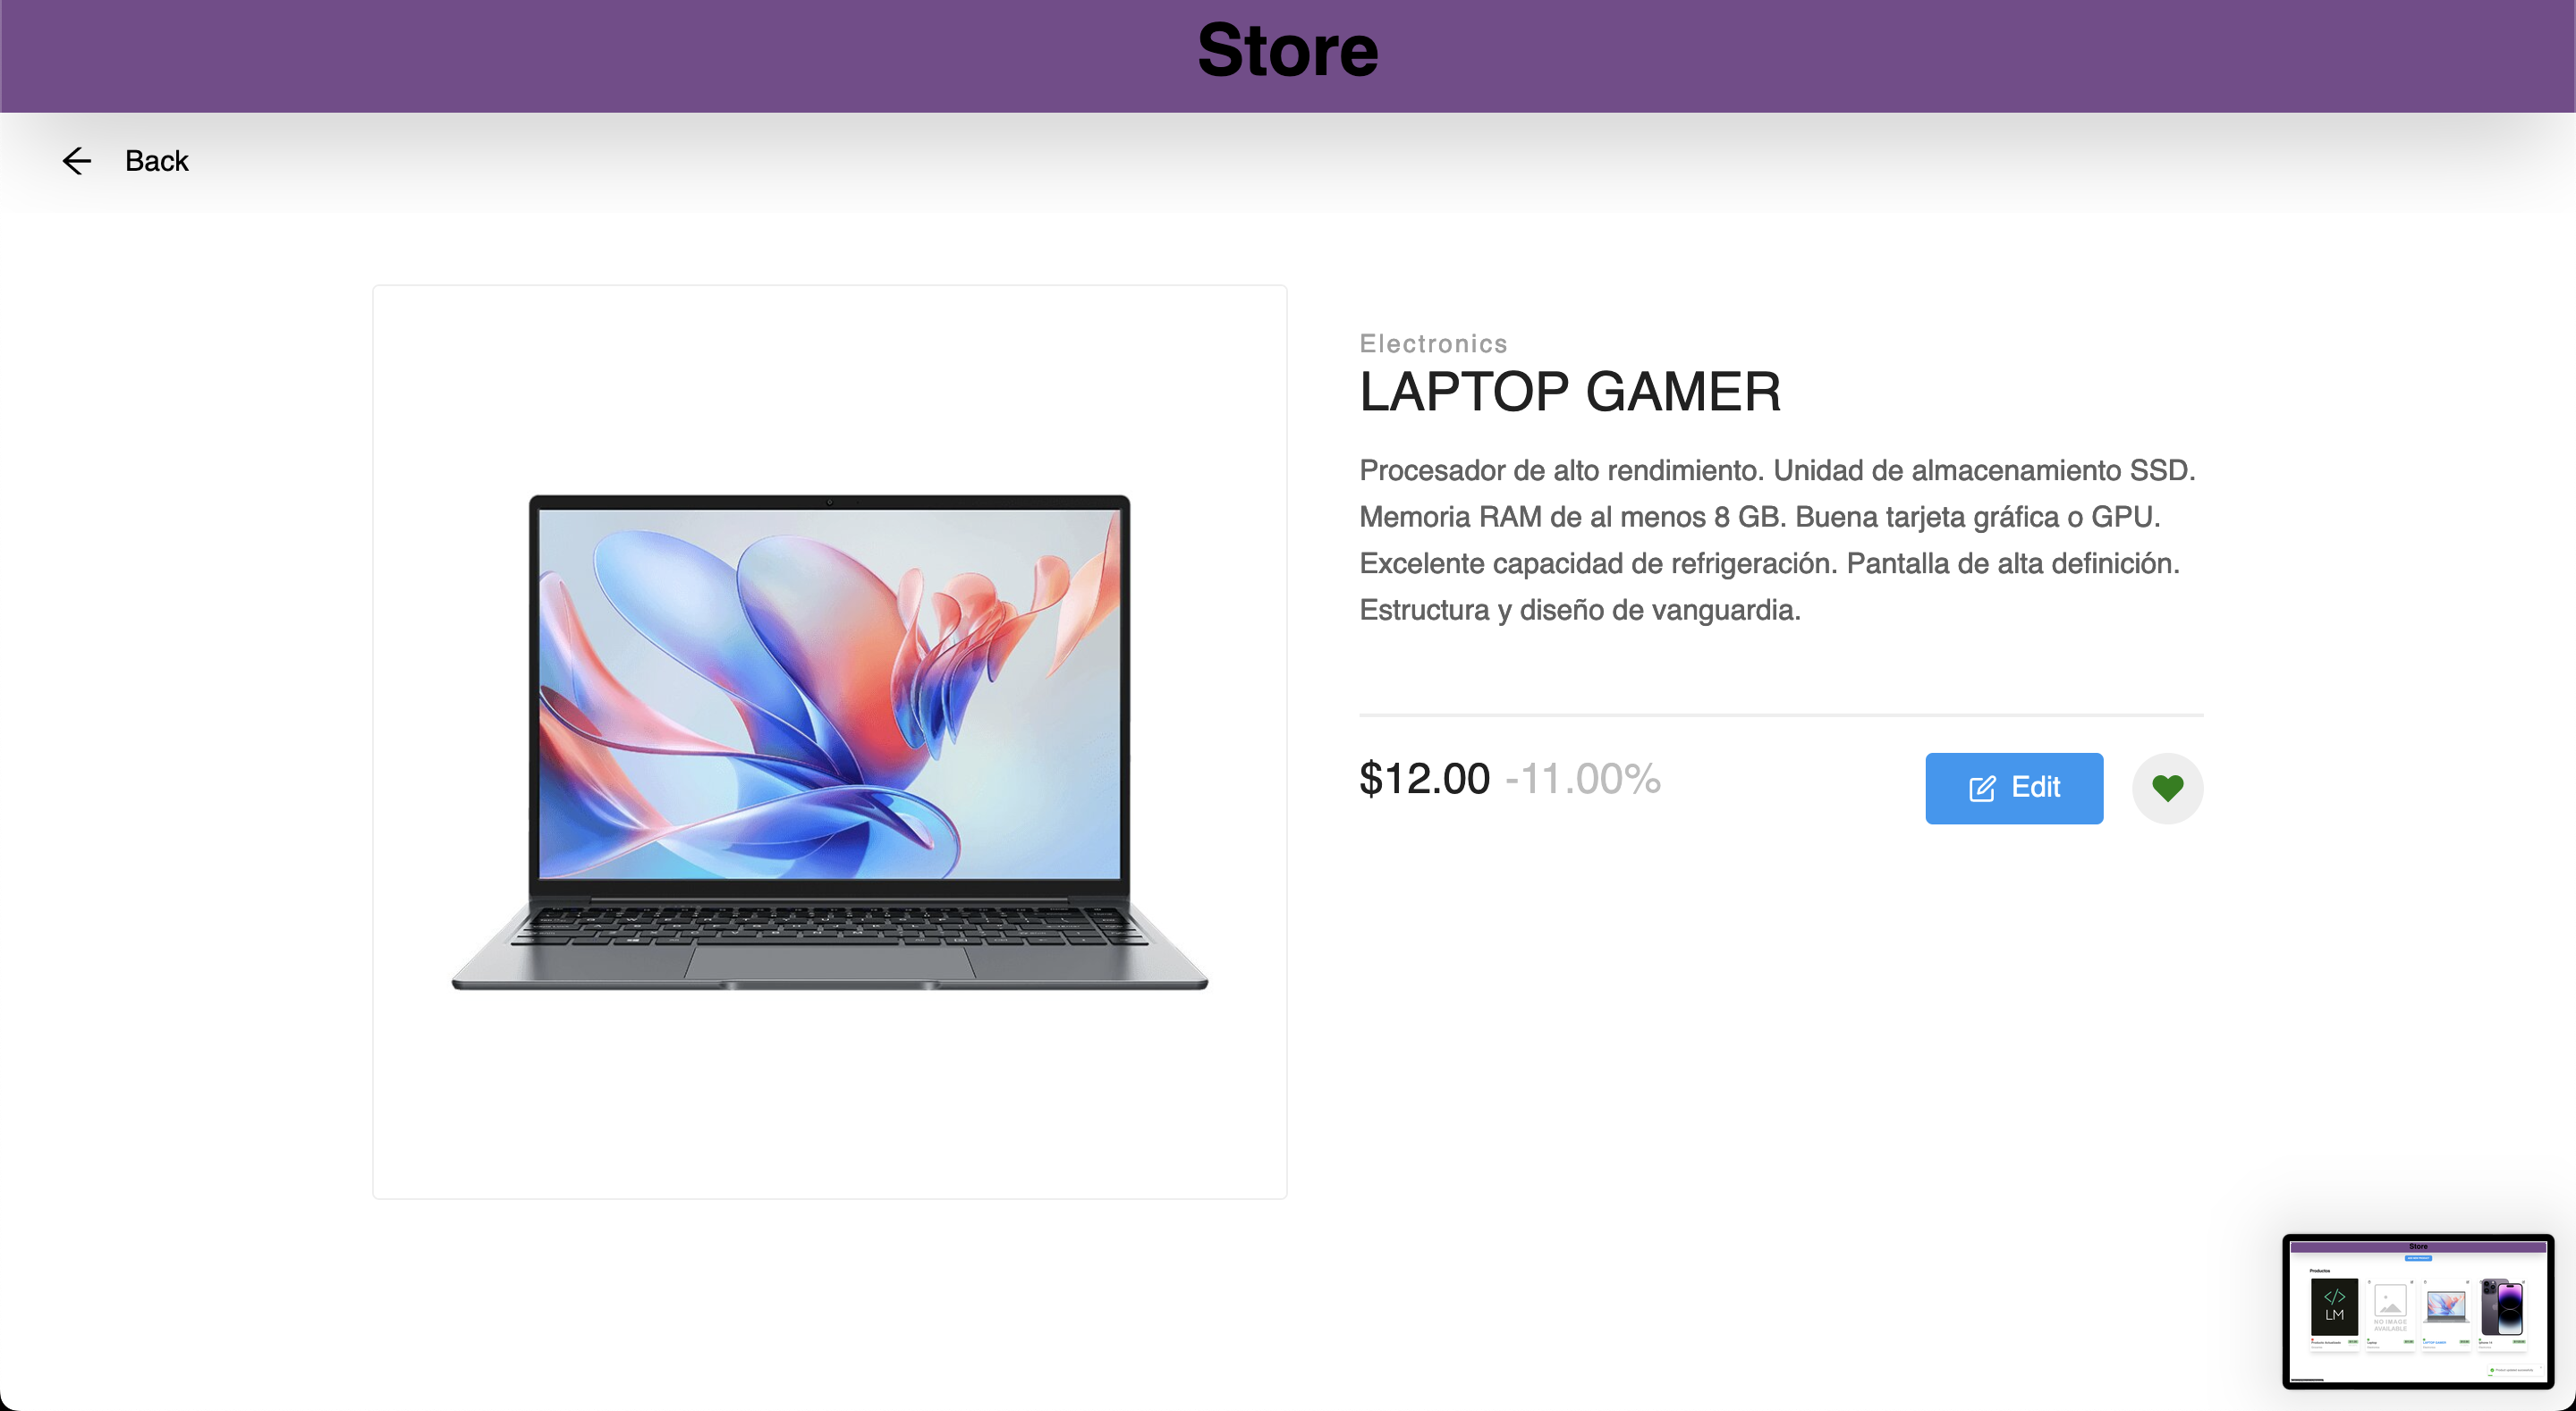 Store
Back
Electronics
LAPTOP GAMER
Procesador de alto rendimiento. Unidad de almacenamiento SSD.
Memoria RAM de al menos 8 GB. Buena tarjeta gráfica o GPU.
Excelente capacidad de refrigeración. Pantalla de alta definición.
Estructura y diseño de vanguardia.
$12.00 -11.00%
Edit
Store
Productos
</> LM
NO IMAGE
AVAILABLE
LAPTOP GAMER